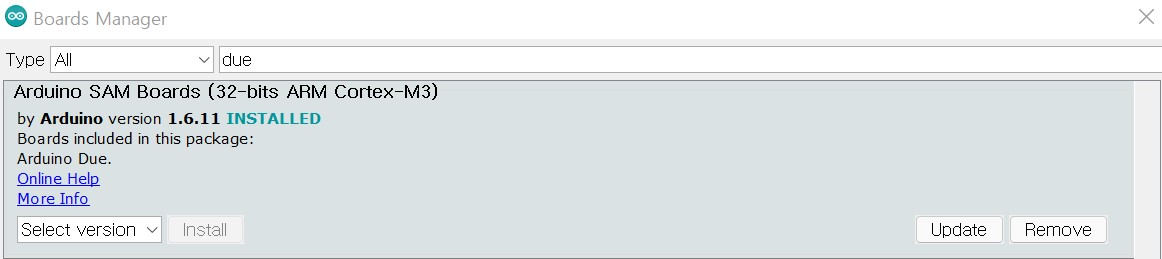 Boards Manager
Type All due
Arduino SAM Boards (32-bits ARM Cortex-M3)
by Arduino version 1.6.11 INSTALLED
Boards included in this package:
Arduino Due.
Online Help
More Info
Select version Install Update Remove